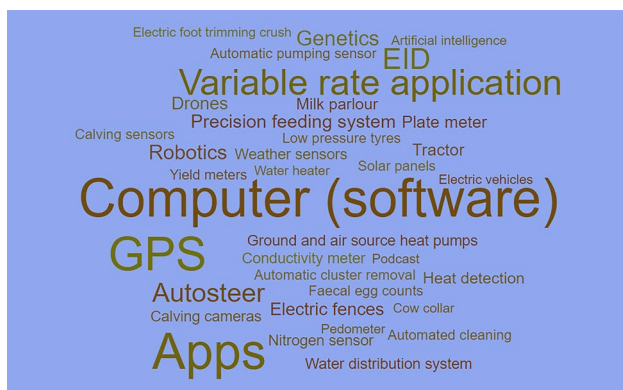 Electric foot trimming crush
Genetics
Artificial intelligence
Automatic pumping sensor
EID
Variable rate application
Drones
Milk parlour
Precision feeding system
Plate meter
Calving sensors
Low pressure tyres
Robotics
Weather sensors
Tractor
Yield meters
Water heater
Solar panels
Electric vehicles
Computer (software)
GPS
Ground and air source heat pumps
Conductivity meter
Podcast
Automatic cluster removal
Heat detection
Autosteer
Faecal egg counts
Electric fences
Cow collar
Calving cameras
Pedometer
Apps
Nitrogen sensor
Automated cleaning
Water distribution system